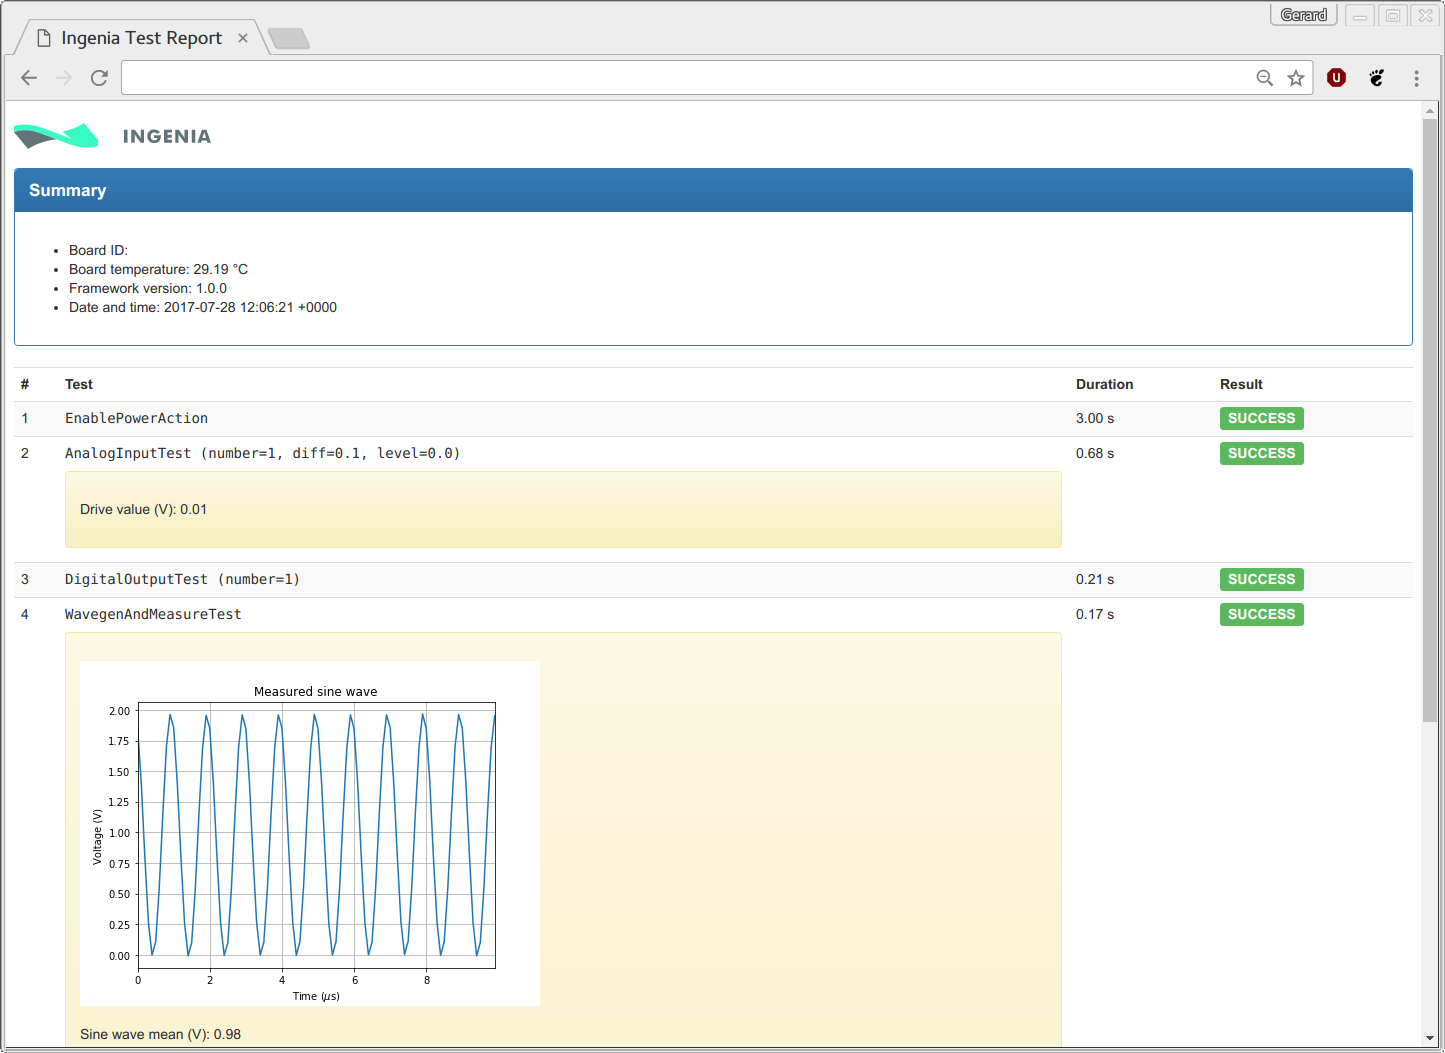 Gerard
Ingenia Test Report
INGENIA
Summary
Board ID:
Board temperature: 29.19 °C
Framework version: 1.0.0
Date and time: 2017-07-28 12:06:21 +0000
# Test Duration Result
1 EnablePowerAction 3.00 s SUCCESS
2 AnalogInputTest (number=1, diff=0.1, level=0.0) 0.68 s SUCCESS
Drive value (V): 0.01
3 DigitalOutputTest (number=1) 0.21 s SUCCESS
4 WavegenAndMeasureTest 0.17 s SUCCESS
Measured sine wave
2.00
1.75
1.50
1.25
1.00
0.75
0.50
0.25
0.00
Voltage (V)
0 2 4 6 8
Time (μs)
Sine wave mean (V): 0.98